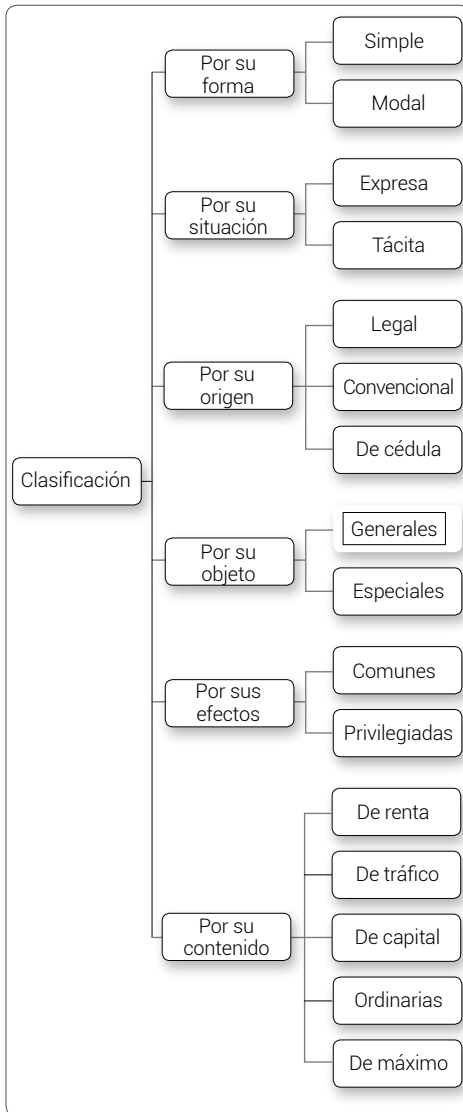 Clasificación
Por su
forma
Simple
Modal
Por su
situación
Expresa
Tácita
Por su
origen
Legal
Convencional
De cédula
Por su
objeto
Generales
Especiales
Por sus
efectos
Comunes
Privilegiadas
Por su
contenido
De renta
De tráfico
De capital
Ordinarias
De máximo